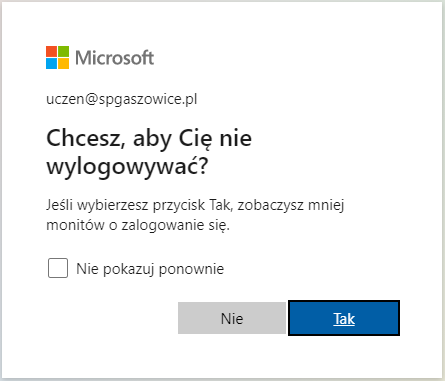 Microsoft
uczen@spgaszowice.pl
Chcesz, aby Cię nie
wylogowywać?
Jeśli wybierzesz przycisk Tak, zobaczysz mniej
monitów o zalogowanie się.
Nie pokazuj ponownie
Nie
Tak